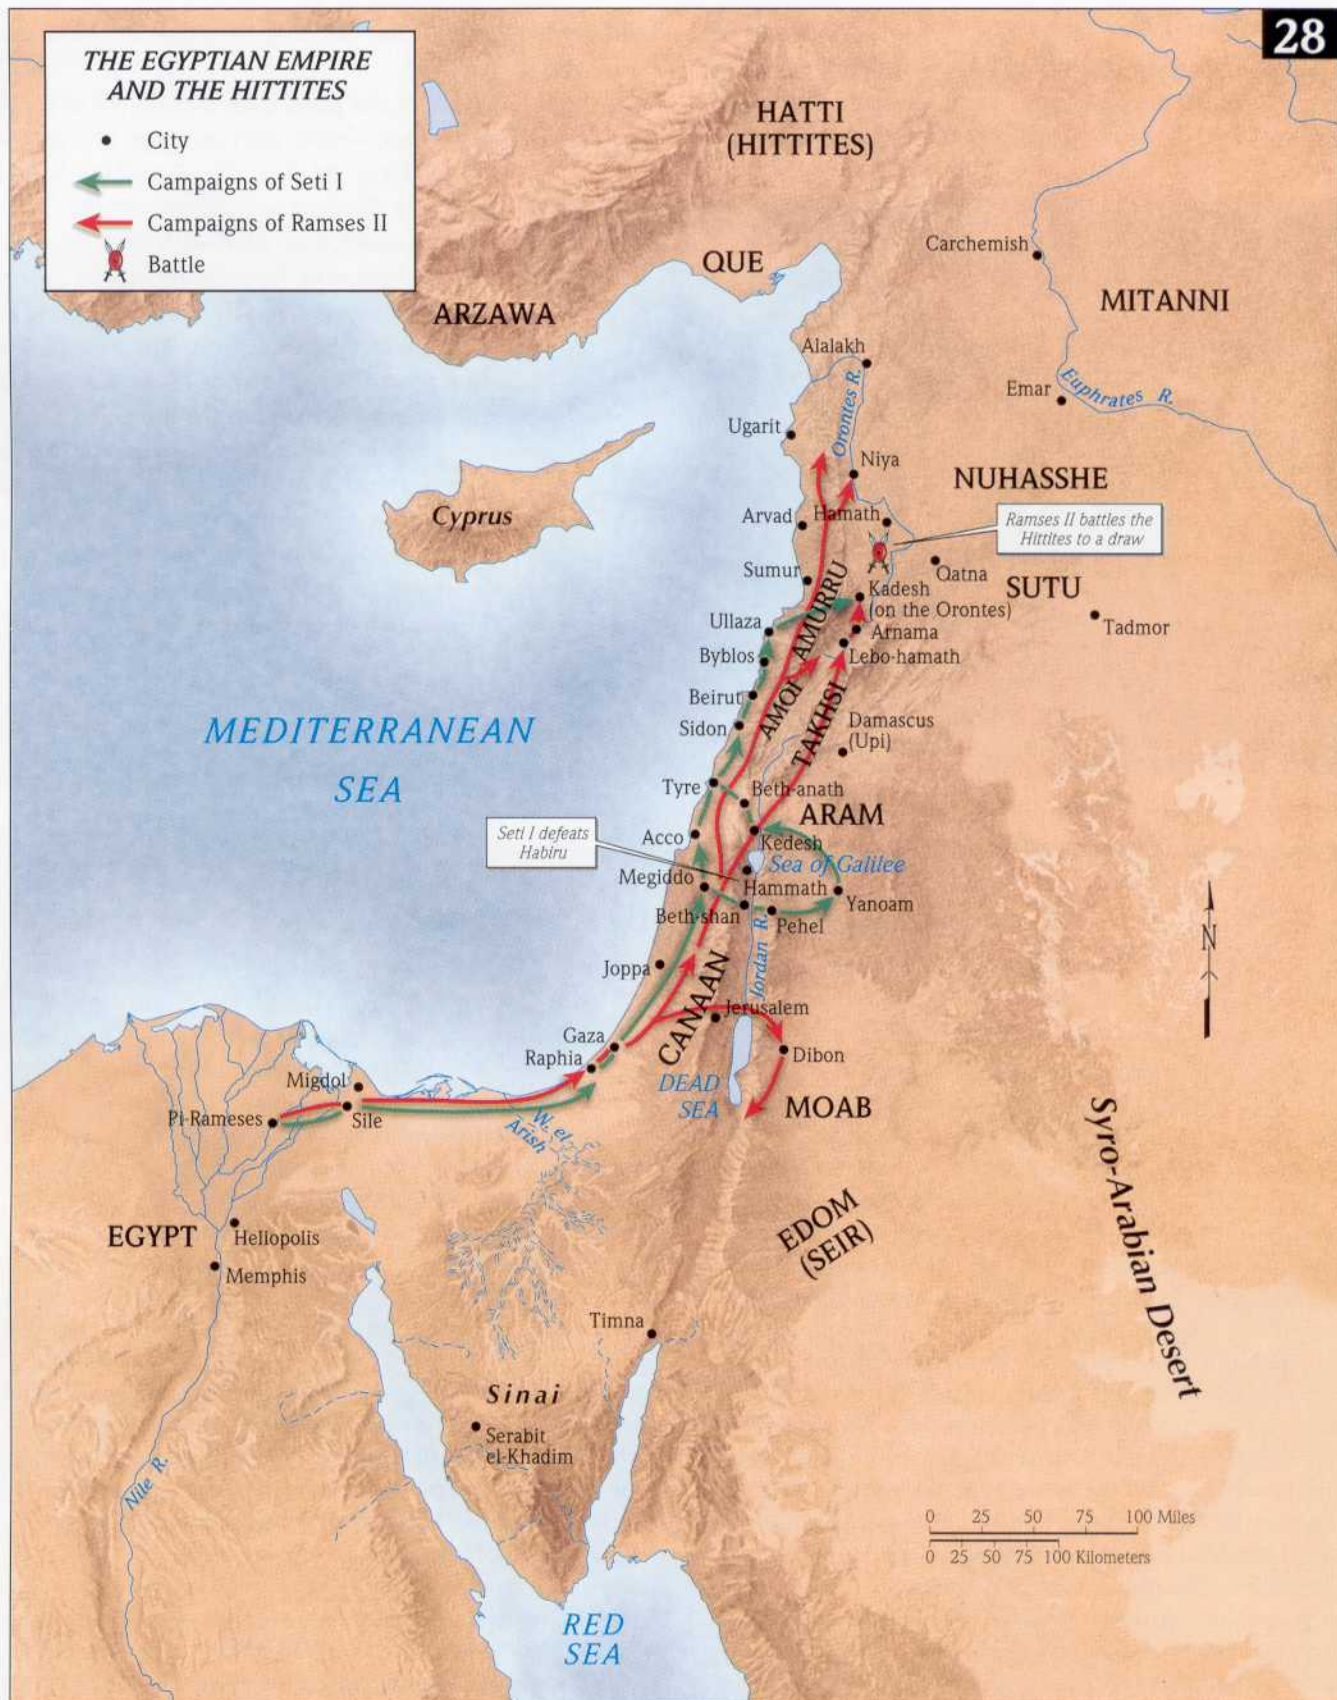 28
THE EGYPTIAN EMPIRE
AND THE HITTITES
City
Campaigns of Seti I
Campaigns of Ramses II
Battle
HATTI
(HITTITES)
Carchemish
QUE
MITANNI
ARZAWA
Alalakh
Emar
Euphrates R.
Orontes R.
Ugarit
Niya
NUHASSHE
Cyprus
Arvad
Hamath
Ramses II battles the
Hittites to a draw
Sumur
Qatna
SUTU
Kadesh
(on the Orontes)
Tadmor
Ullaza
AMURRU
Arnama
Byblos
Lebo-hamath
Beirut
AMQI
TAKHSI
Sidon
Damascus
(Upi)
MEDITERRANEAN
SEA
Tyre
Beth-anath
ARAM
Acco
Kedesh
Seti I defeats
Habiru
Sea of Galilee
Megiddo
Hammath
Yanoam
Beth-shan
Pehel
Jordan R.
N
Joppa
CANAAN
Jerusalem
Gaza
Raphia
Dibon
DEAD
SEA
MOAB
Migdol
Pi-Rameses
Sile
W. el
Arish
Syro-Arabian Desert
EDOM
(SEIR)
EGYPT
Heliopolis
Memphis
Timna
Sinai
Serabit
el-Khadim
Nile R.
0 25 50 75 100 Miles
0 25 50 75 100 Kilometers
RED
SEA